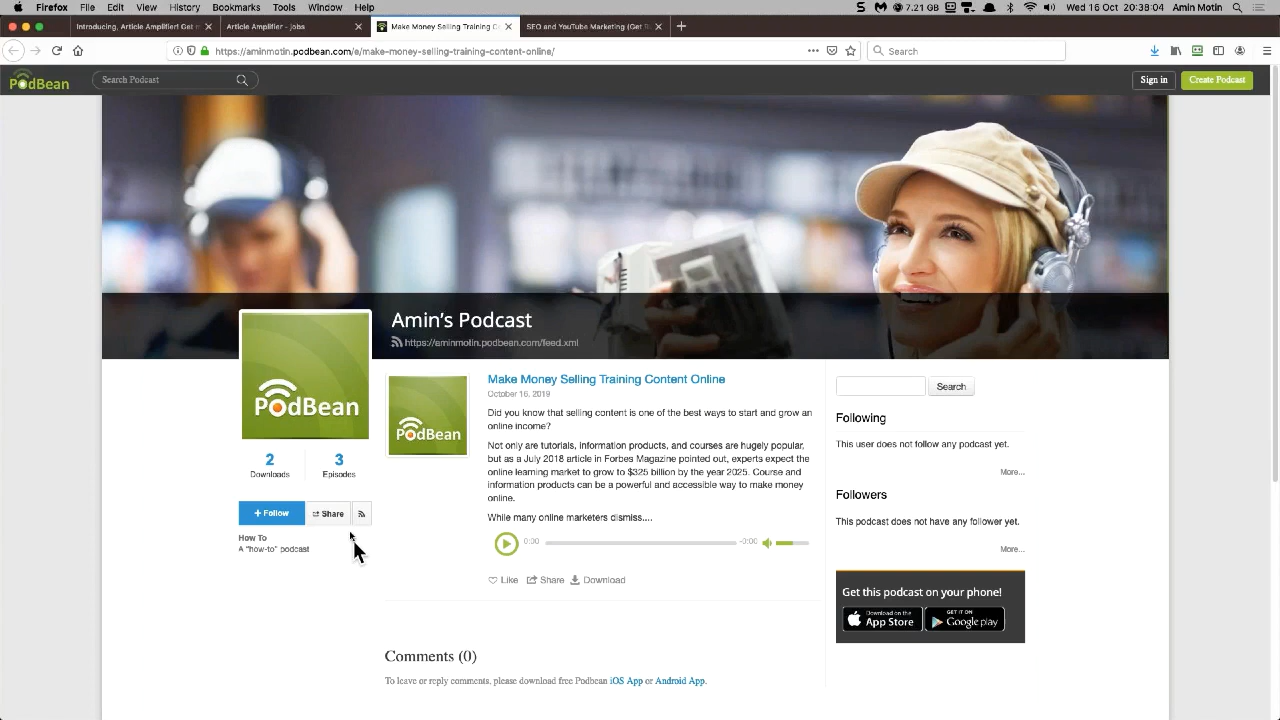 Firefox File Edit View History Bookmarks Tools Window Help
7.21 GB Wed 16 Oct 20:39:18 Amin Motin
Introducing, Article Amplifier! Get m
Article Amplifier - jobs
Make Money Selling Training C
SEO and YouTube Marketing (Get R
https://aminmotin.podbean.com/e/make-money-selling-training-content-online/
Search
PodBean
Search Podcast
Sign in
Create Podcast
Amin's Podcast
https://aminmotin.podbean.com/feed.xml
PodBean
2
Downloads
3
Episodes
+ Follow
Share
How To
A "how-to" podcast
PodBean
Make Money Selling Training Content Online
October 16, 2019
Did you know that selling content is one of the best ways to start and grow an
online income?
Not only are tutorials, information products, and courses are hugely popular,
but as a July 2018 article in Forbes Magazine pointed out, experts expect the
online learning market to grow to $325 billion by the year 2025. Course and
information products can be a powerful and accessible way to make money
online.
While many online marketers dismiss....
0:00
-0:00
Like Share Download
Comments (0)
To leave or reply comments, please download free Podbean iOS App or Android App.
Search
Following
This user does not follow any podcast yet.
More...
Followers
This podcast does not have any follower yet.
More...
Get this podcast on your phone!
Download on the
App Store
GET IT ON
Google play